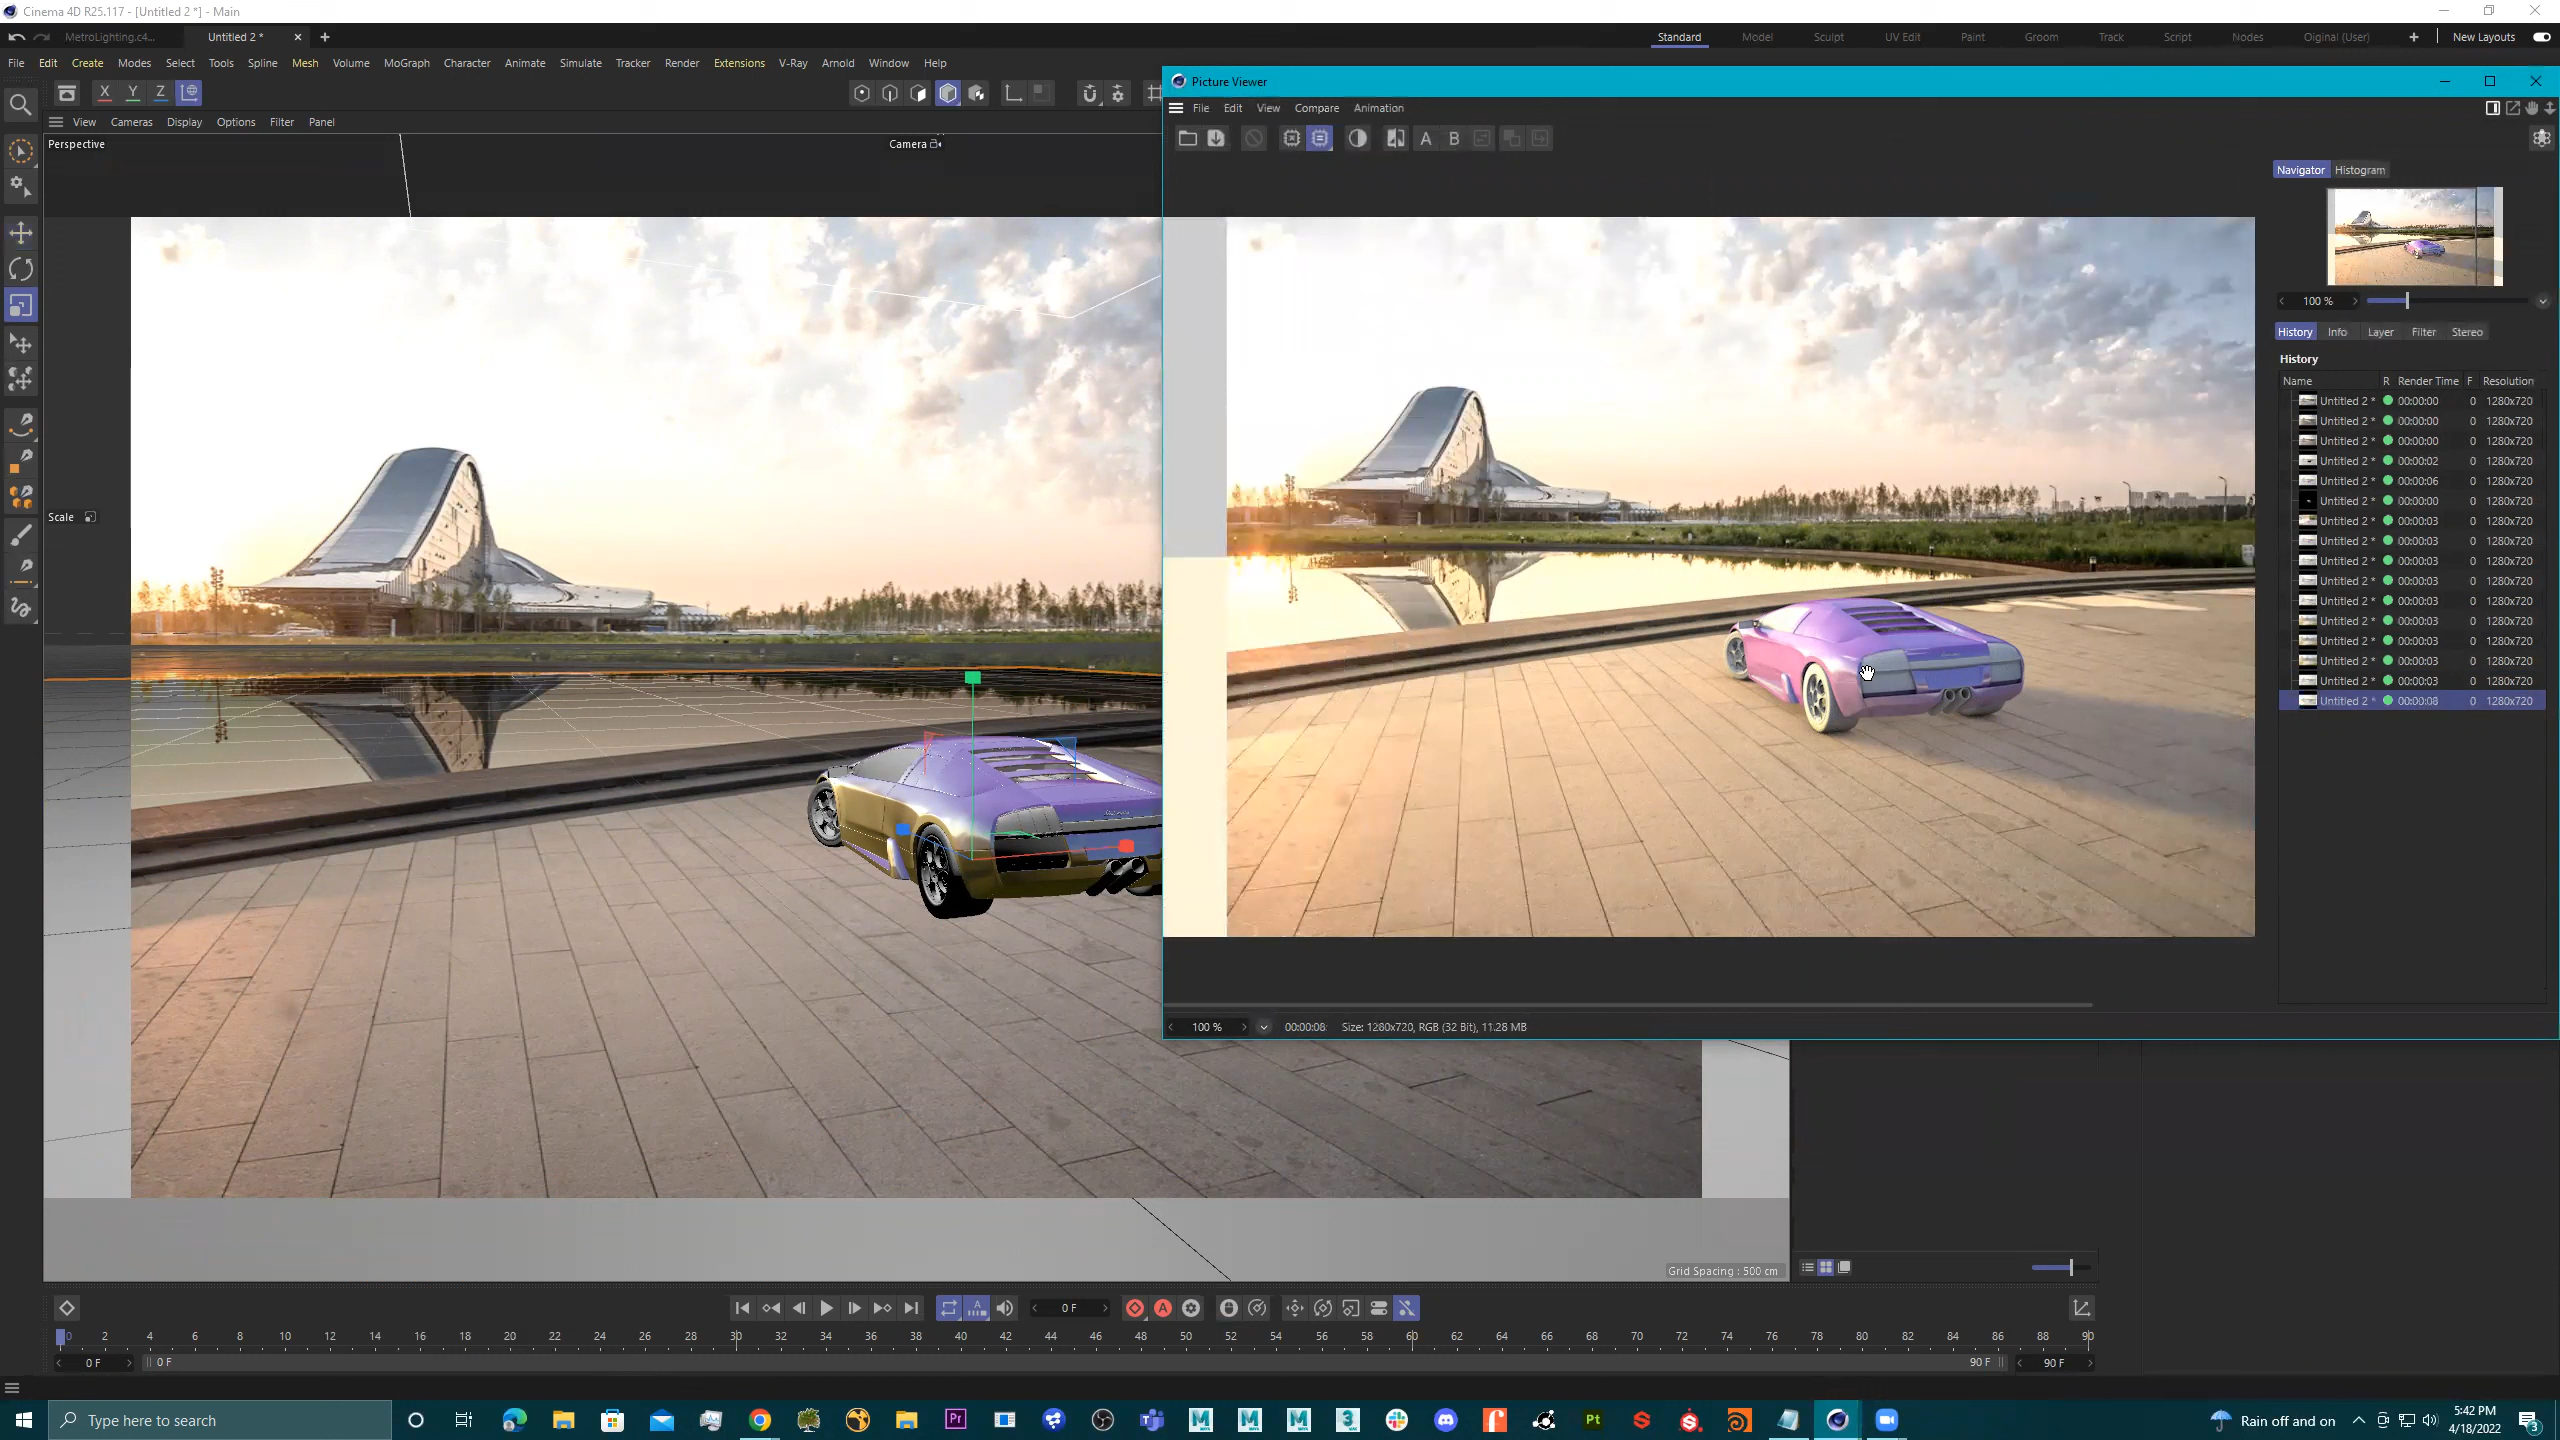 Cinema 4D R25.117 - [Untitled 2 *] - Main
MetroLighting.c4...
Untitled 2 *
Standard
Model
Sculpt
UV Edit
Paint
Groom
Track
Script
Nodes
Oiginal (User)
New Layouts
File Edit Create Modes Select Tools Spline Mesh Volume MoGraph Character Animate Simulate Tracker Render Extensions V-Ray Arnold Window Help
X Y Z
View Cameras Display Options Filter Panel
Perspective
Camera
Scale
Picture Viewer
File Edit View Compare Animation
A B
Navigator Histogram
100 %
History Info Layer Filter Stereo
History
Name R Render Time F Resolution
Untitled 2 * 00:00:00 0 1280x720
Untitled 2 * 00:00:00 0 1280x720
Untitled 2 * 00:00:00 0 1280x720
Untitled 2 * 00:00:02 0 1280x720
Untitled 2 * 00:00:06 0 1280x720
Untitled 2 * 00:00:00 0 1280x720
Untitled 2 * 00:00:03 0 1280x720
Untitled 2 * 00:00:03 0 1280x720
Untitled 2 * 00:00:03 0 1280x720
Untitled 2 * 00:00:03 0 1280x720
Untitled 2 * 00:00:03 0 1280x720
Untitled 2 * 00:00:03 0 1280x720
Untitled 2 * 00:00:03 0 1280x720
Untitled 2 * 00:00:03 0 1280x720
Untitled 2 * 00:00:03 0 1280x720
Untitled 2 * 00:00:08 0 1280x720
100 % 00:00:08 Size: 1280x720, RGB (32 Bit), 11.28 MB
Grid Spacing : 500 cm
0 F
0 2 4 6 8 10 12 14 16 18 20 22 24 26 28 30 32 34 36 38 40 42 44 46 48 50 52 54 56 58 60 62 64 66 68 70 72 74 76 78 80 82 84 86 88 90
0 F 0 F 90 F 90 F
Type here to search
Rain off and on
5:42 PM
4/18/2022
3